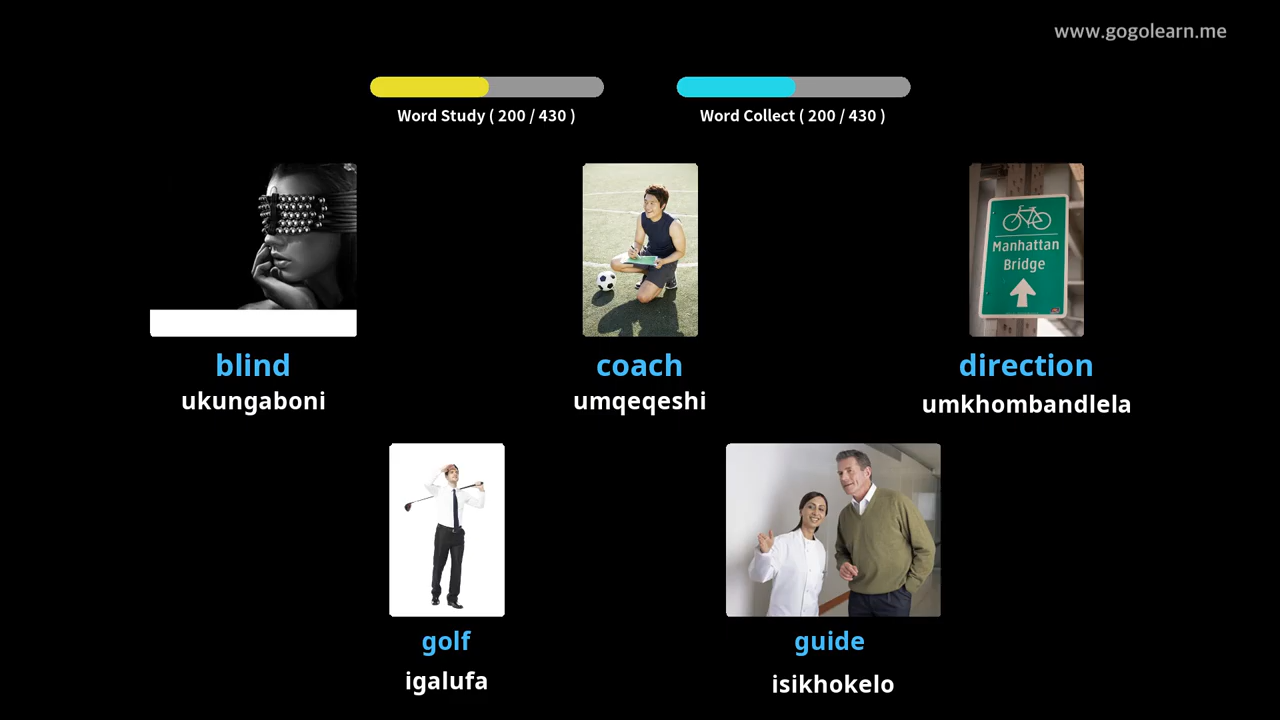 www.gogolearn.me
Word Study ( 200 / 430 )
Word Collect ( 200 / 430 )
Manhattan
Bridge
blind
ukungaboni
coach
umqeqeshi
direction
umkhombandlela
golf
igalufa
guide
isikhokelo